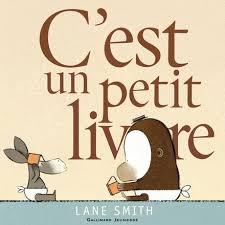 C'est
un petit
livre
LANE SMITH
GALLIMARD JEUNESSE